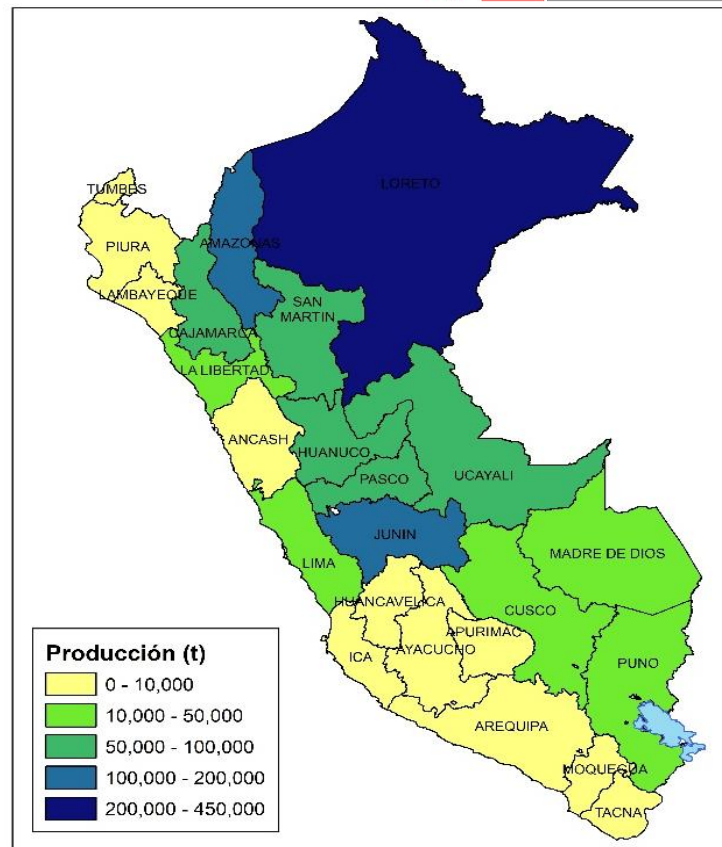 LORETO
TUMBES
PIURA
AMAZONAS
LAMBAYEQUE
SAN
MARTIN
CAJAMARCA
LA LIBERTAD
ANCASH
HUANUCO
PASCO
UCAYALI
JUNIN
LIMA
MADRE DE DIOS
HUANCAVELICA
CUSCO
APURIMAC
AYACUCHO
ICA
PUNO
AREQUIPA
MOQUEGUA
TACNA
Producción (t)
0 - 10,000
10,000 - 50,000
50,000 - 100,000
100,000 - 200,000
200,000 - 450,000